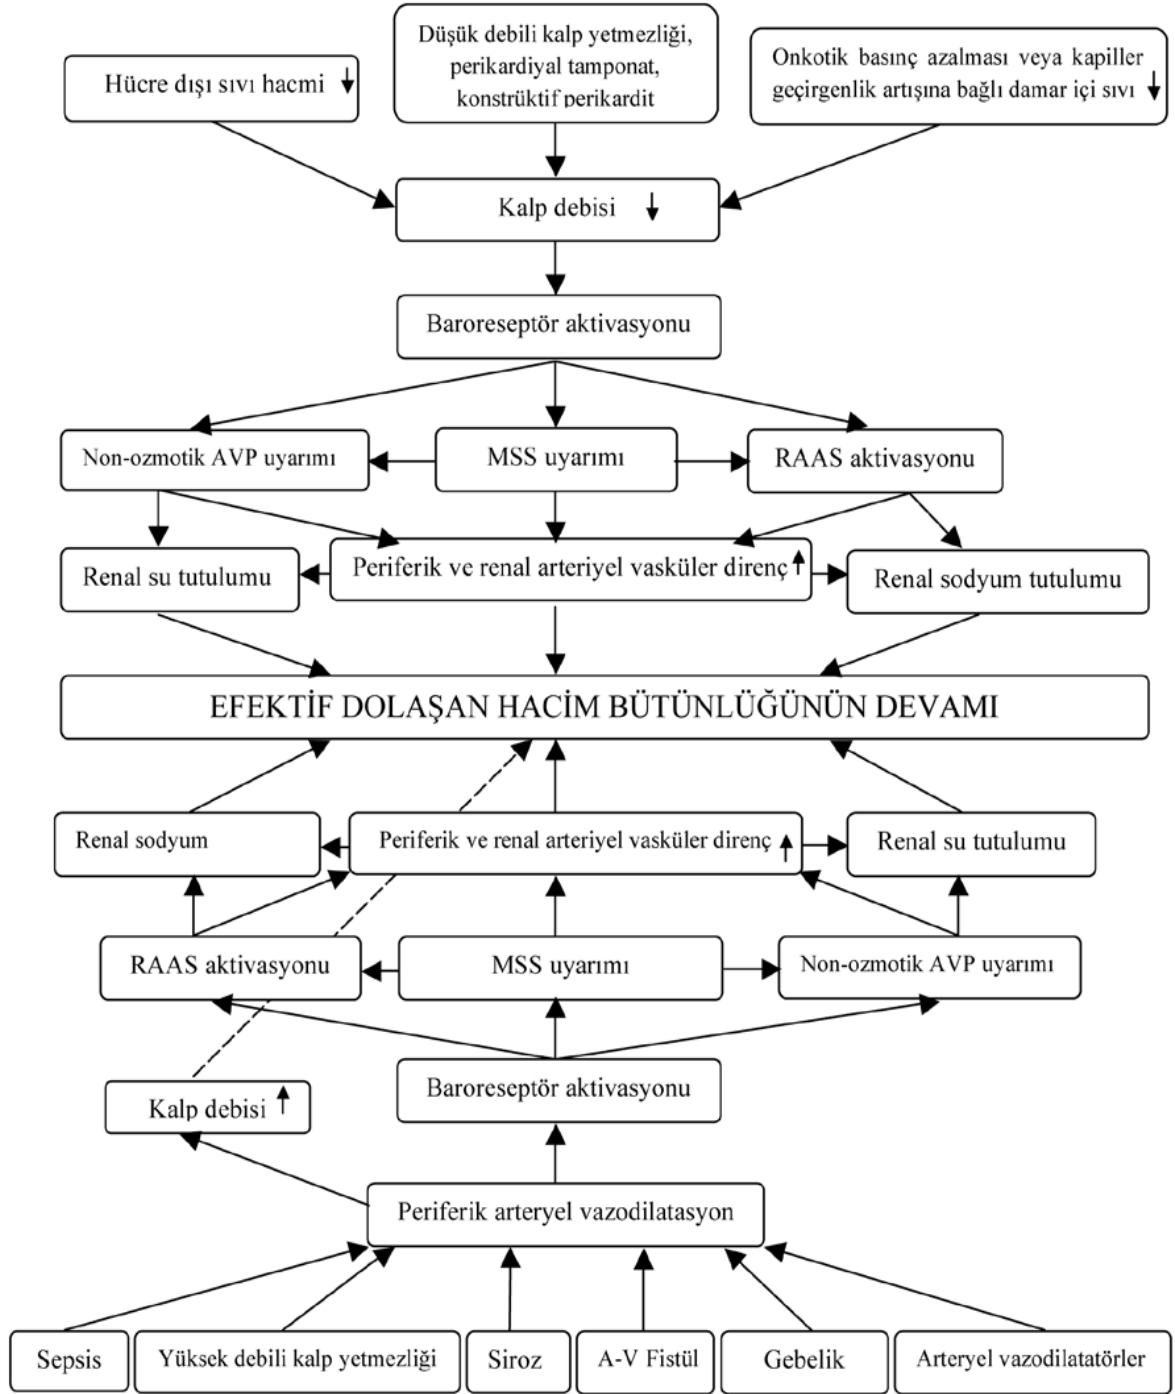 Düşük debili kalp yetmezliği,
perikardiyal tamponat,
konstrüktif perikardit
Hücre dışı sıvı hacmi ↓
Onkotik basınç azalması veya kapiller
geçirgenlik artışına bağlı damar içi sıvı ↓
Kalp debisi ↓
Baroreseptör aktivasyonu
Non-ozmotik AVP uyarımı
MSS uyarımı
RAAS aktivasyonu
Renal su tutulumu
Periferik ve renal arteriyel vasküler direnç ↑
Renal sodyum tutulumu
EFEKTİF DOLAŞAN HACİM BÜTÜNLÜĞÜNÜN DEVAMI
Renal sodyum
Periferik ve renal arteriyel vasküler direnç ↑
Renal su tutulumu
RAAS aktivasyonu
MSS uyarımı
Non-ozmotik AVP uyarımı
Baroreseptör aktivasyonu
Kalp debisi ↑
Periferik arteryel vazodilatasyon
Sepsis
Yüksek debili kalp yetmezliği
Siroz
A-V Fistül
Gebelik
Arteryel vazodilatatörler